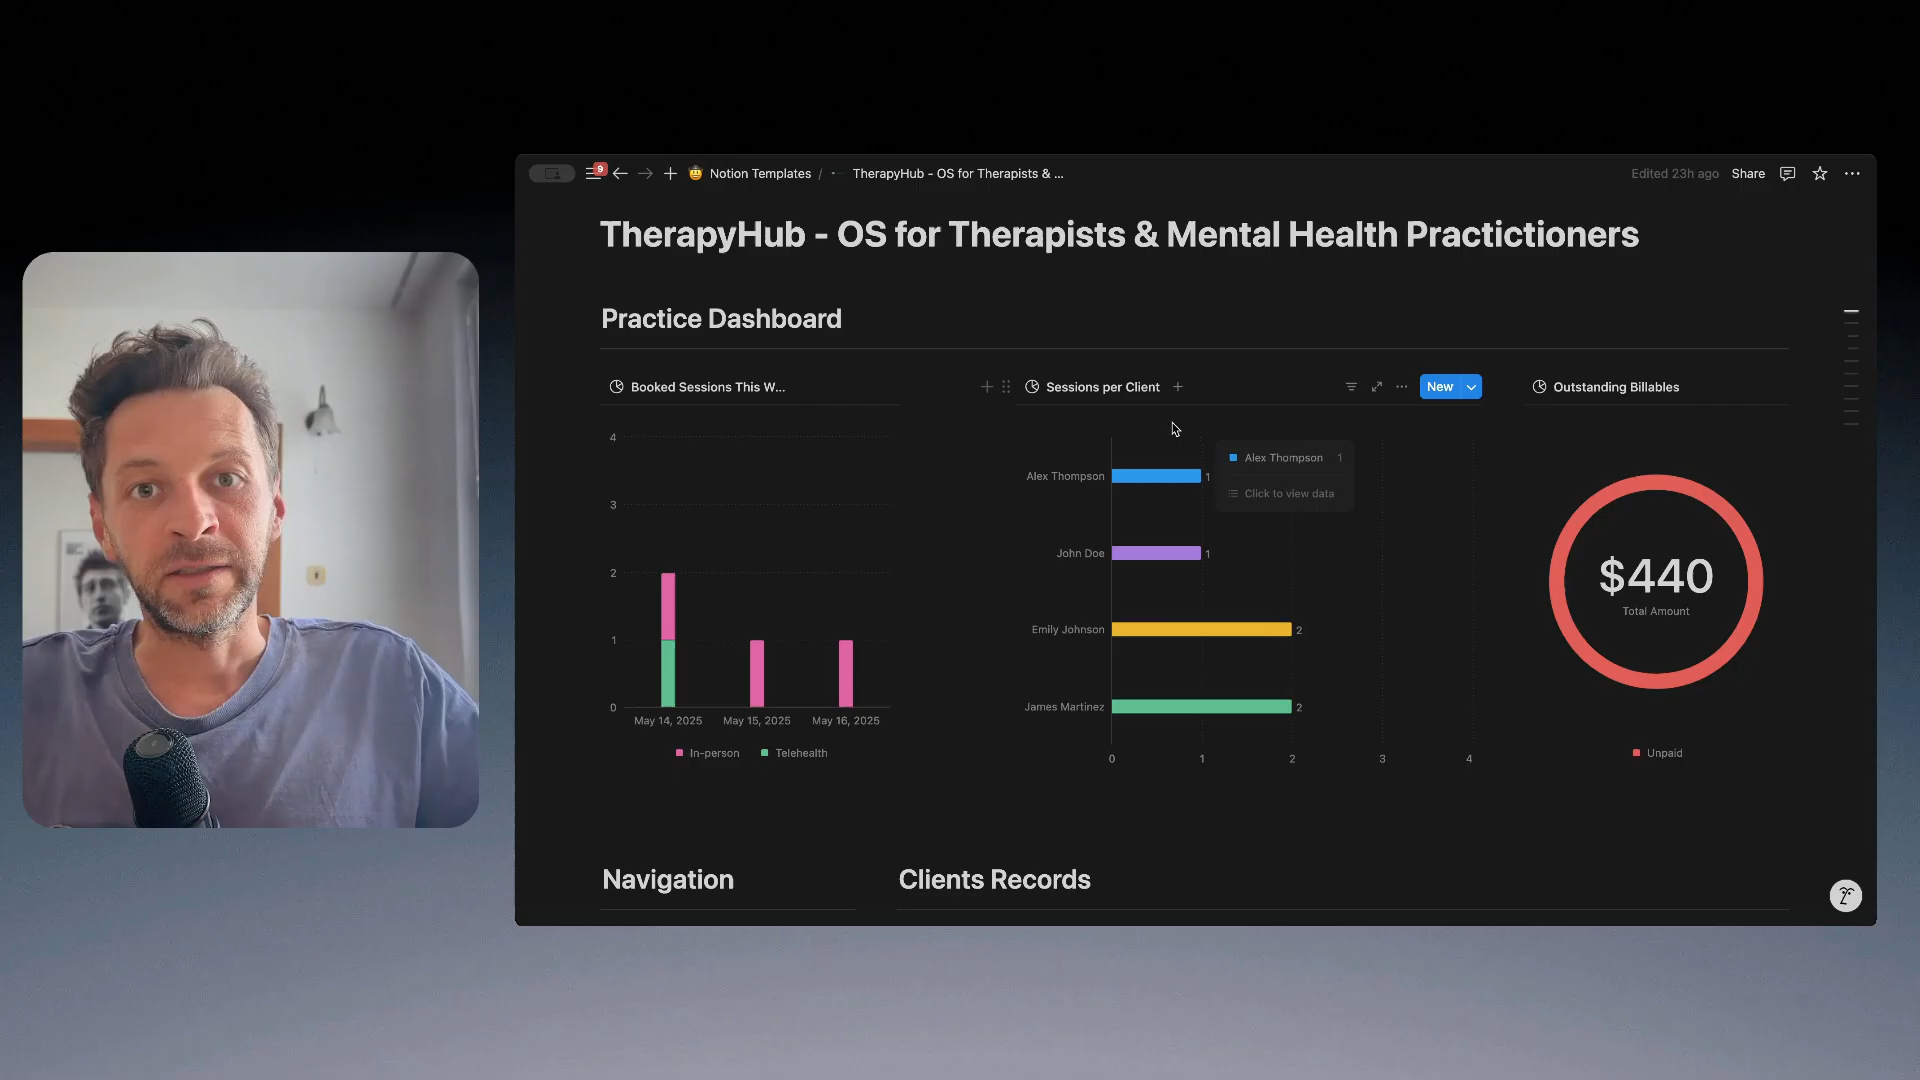 9
Notion Templates / TherapyHub - OS for Therapists & ...
Edited 23h ago
Share
TherapyHub - OS for Therapists & Mental Health Practictioners
Practice Dashboard
Booked Sessions This W...
4
3
2
1
0
May 14, 2025
May 15, 2025
May 16, 2025
In-person
Telehealth
Sessions per Client
New
Alex Thompson
1
Alex Thompson 1
Click to view data
John Doe
1
Emily Johnson
2
James Martinez
2
0
1
2
3
4
Outstanding Billables
$440
Total Amount
Unpaid
Navigation
Clients Records